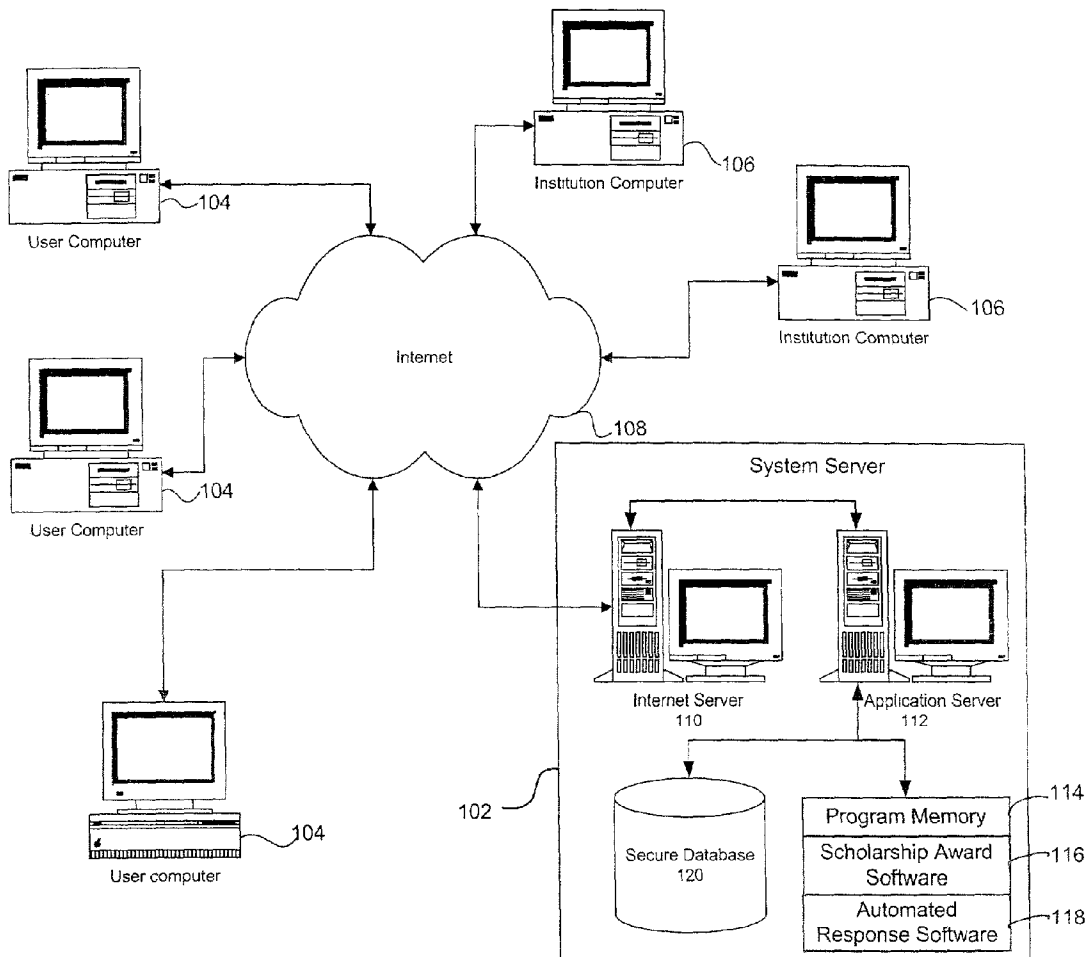 106
Institution Computer
104
User Computer
106
Institution Computer
Internet
108
104
User Computer
System Server
Internet Server
110
Application Server
112
102
104
User computer
Secure Database
120
Program Memory
114
Scholarship Award
Software
116
Automated
Response Software
118